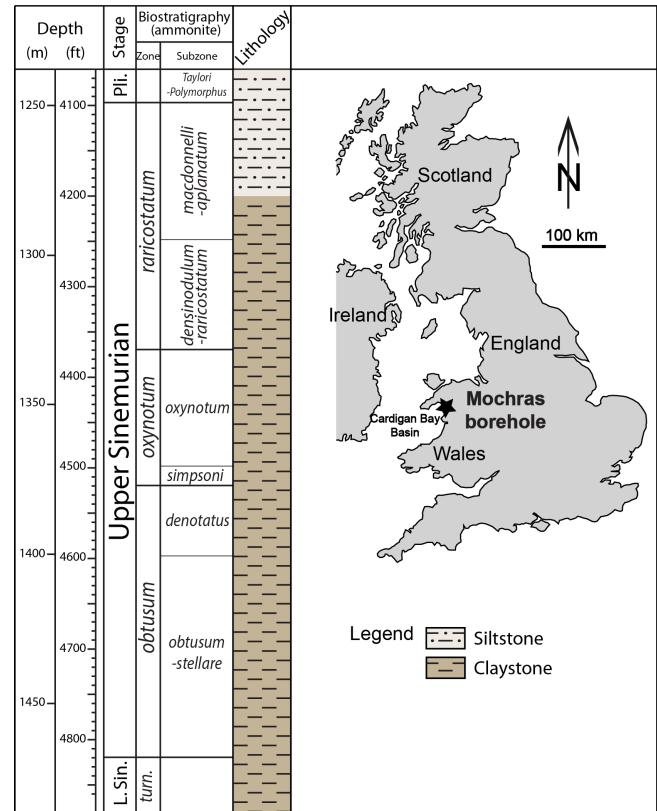 Depth
(m) (ft)
Stage
Biostratigraphy
(ammonite)
Zone
Subzone
Lithology
Pli.
Taylori
-Polymorphus
Upper Sinemurian
raricostatum
macdonnelli
-aplanatum
densinodulum
-raricostatum
oxynotum
oxynotum
simpsoni
obtusum
denotatus
obtusum
-stellare
L. Sin.
turn.
1250
1300
1350
1400
1450
4100
4200
4300
4400
4500
4600
4700
4800
Scotland
N
100 km
Ireland
England
Mochras
borehole
Cardigan Bay
Basin
Wales
Legend
Siltstone
Claystone